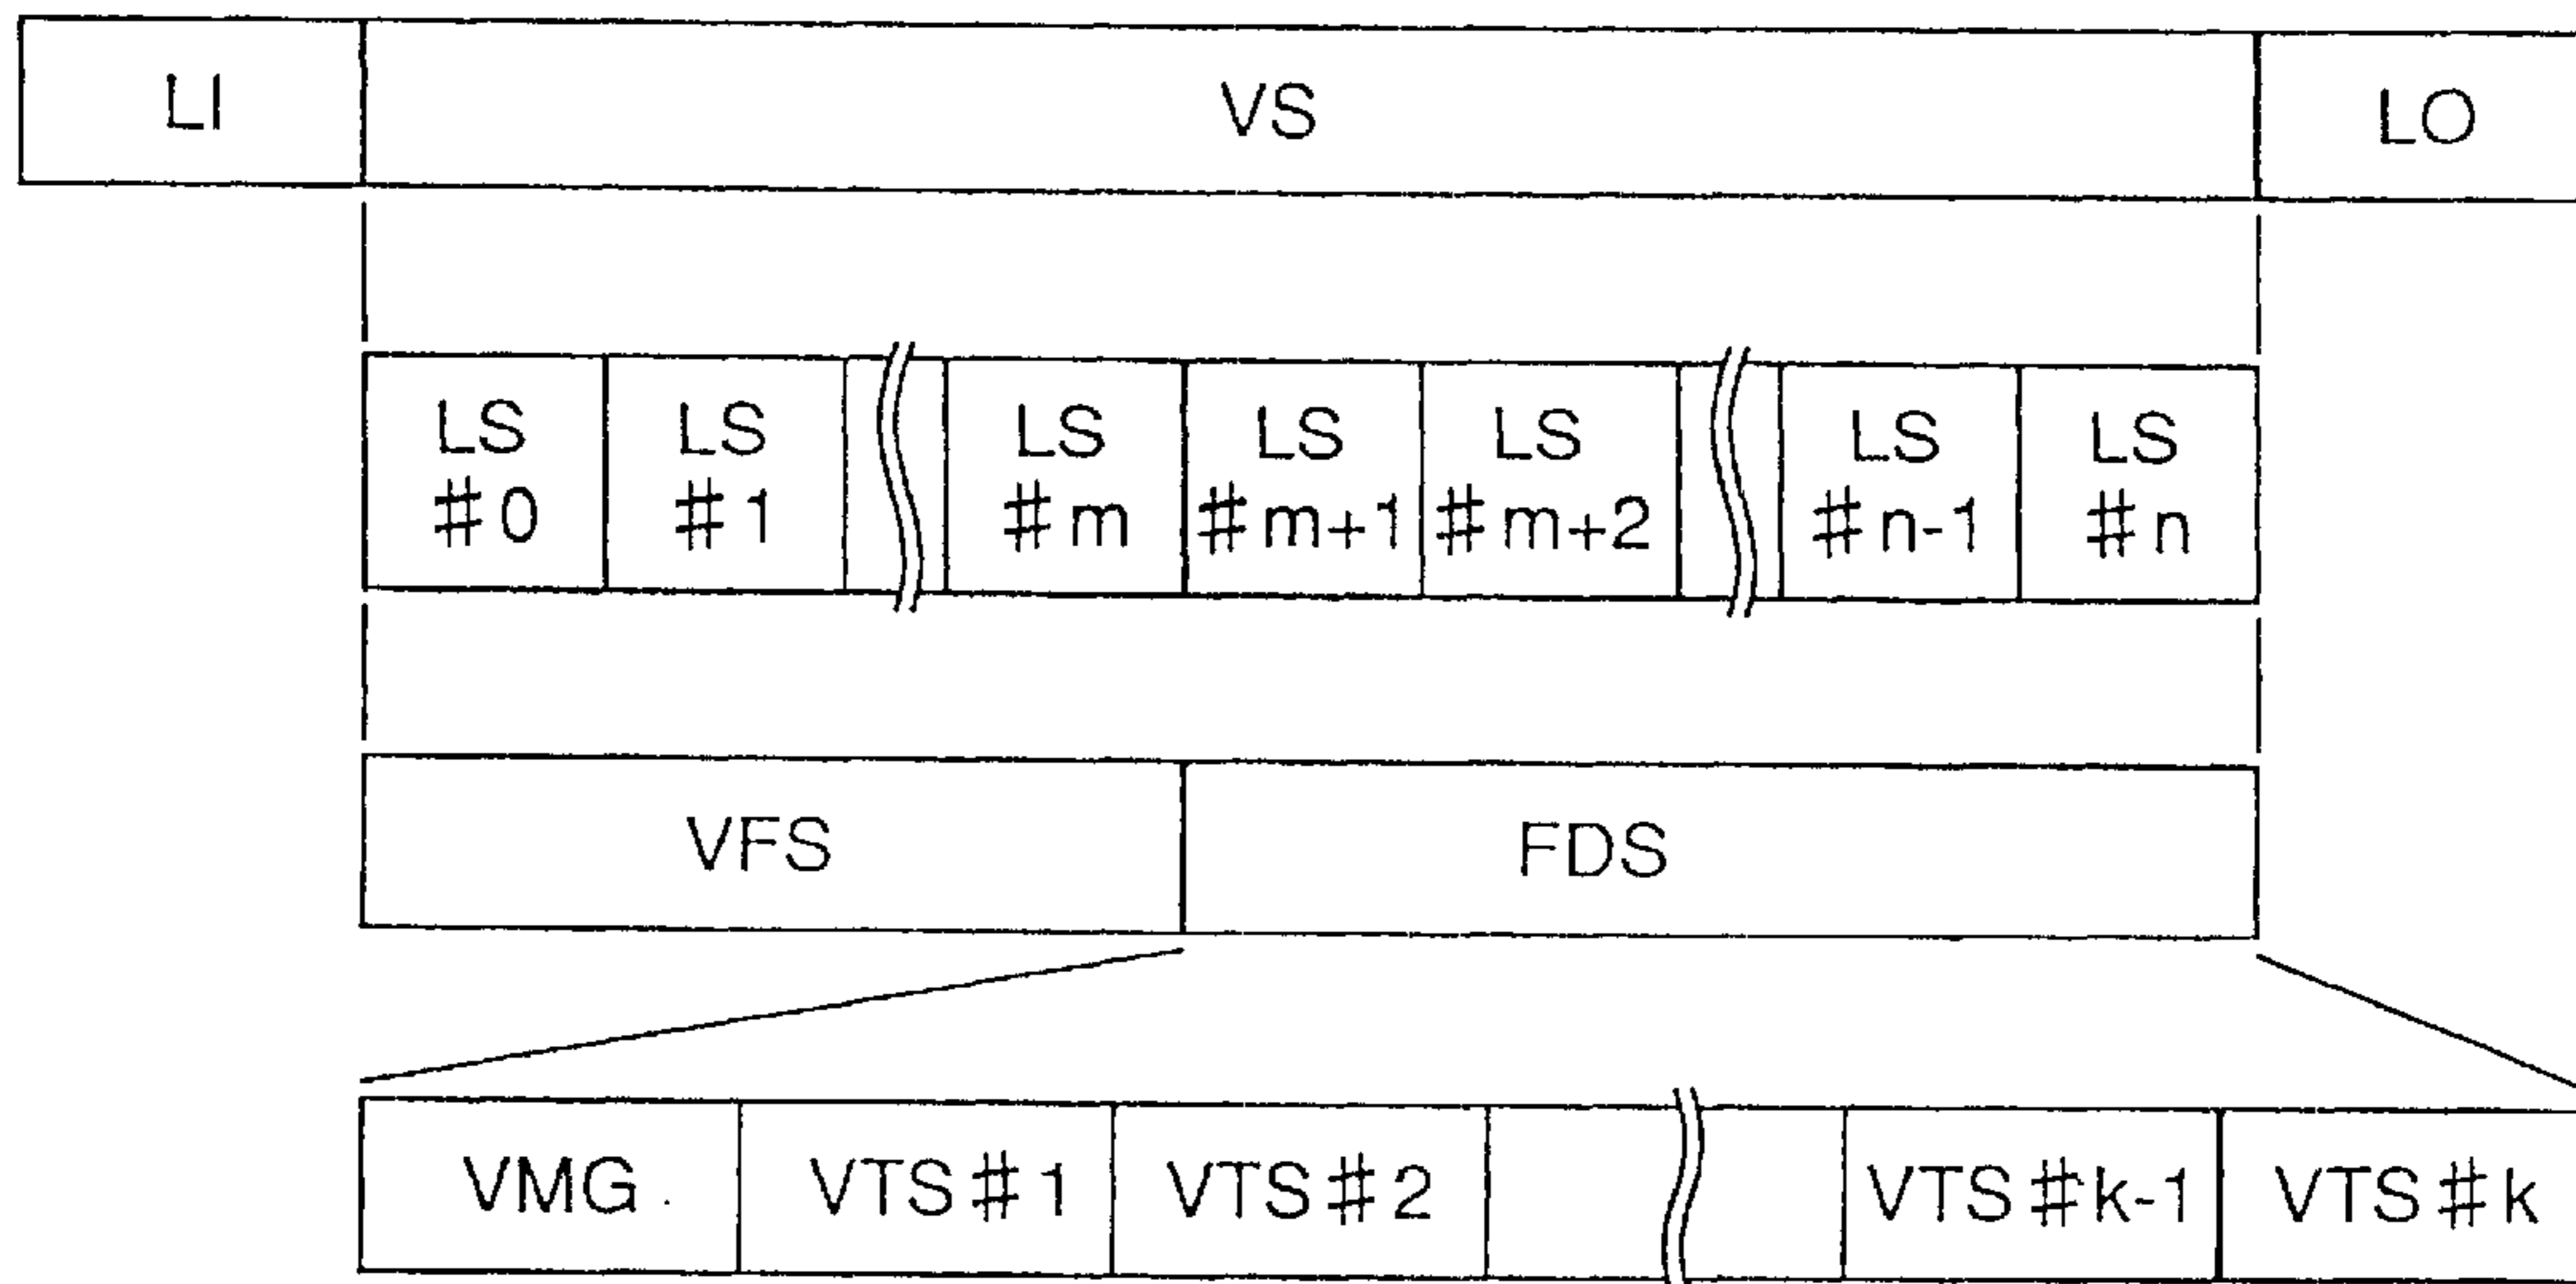 LI VS LO
LS LS LS LS LS LS LS
#0 #1 #m #m+1 #m+2 #n-1 #n
VFS FDS
VMG VTS#1 VTS#2 VTS#k-1 VTS#k